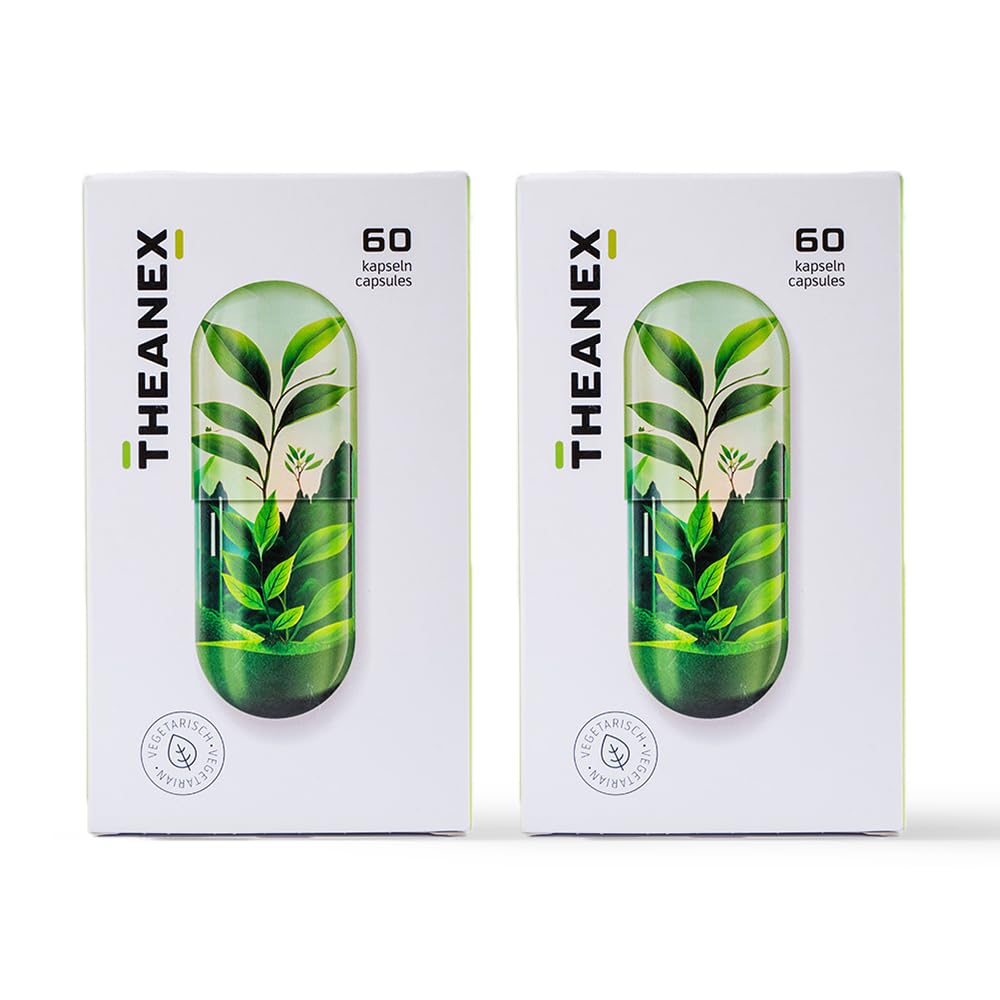 THEANEX
60
kapseln
capsules
VEGETARISCH • VEGETARIAN •
THEANEX
60
kapseln
capsules
VEGETARISCH • VEGETARIAN •